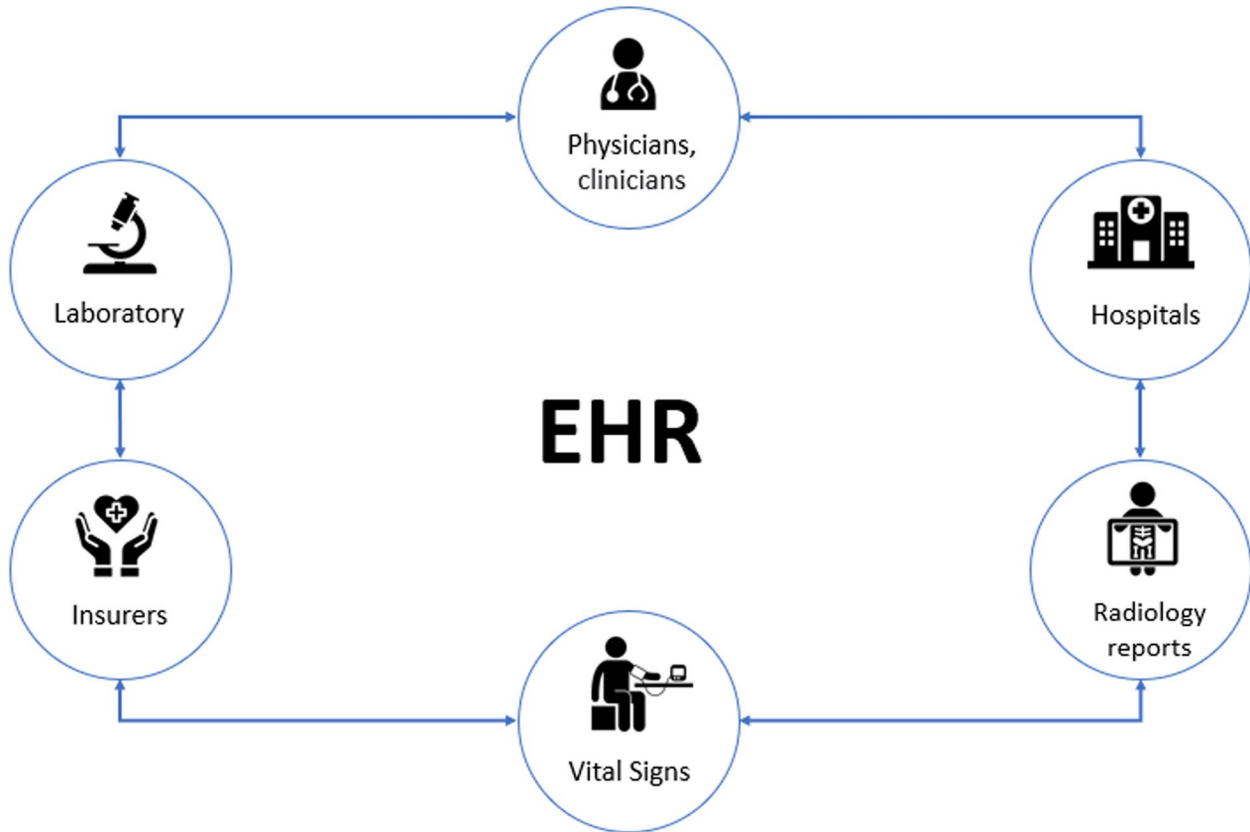 Physicians,
clinicians
Laboratory
Hospitals
EHR
Insurers
Radiology
reports
Vital Signs